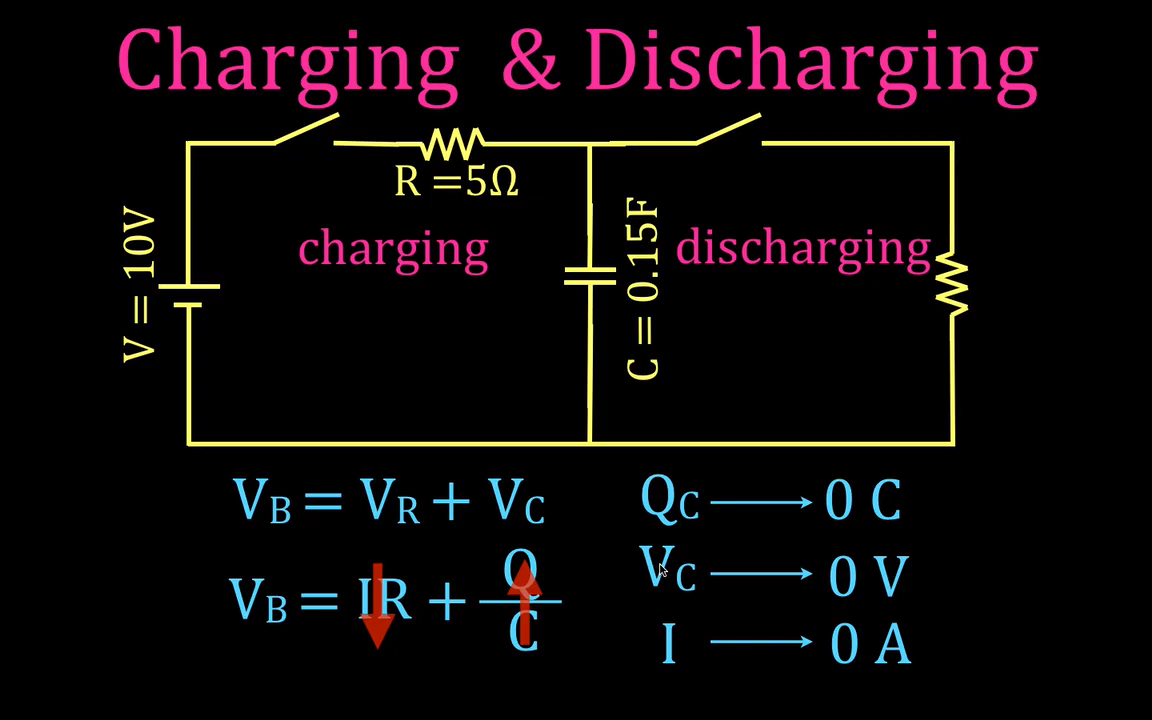 Charging & Discharging
R =5Ω
V = 10V
charging
C = 0.15F
discharging
V_B = V_R + V_C
V_B = IR + Q/C
Q_C ⟶ 0 C
V_C ⟶ 0 V
I ⟶ 0 A